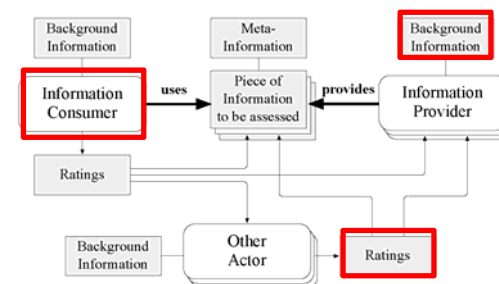 Background
Information
Meta-
Information
Background
Information
Information
Consumer
uses
Piece of
Information
to be assessed
provides
Information
Provider
Ratings
Background
Information
Other
Actor
Ratings